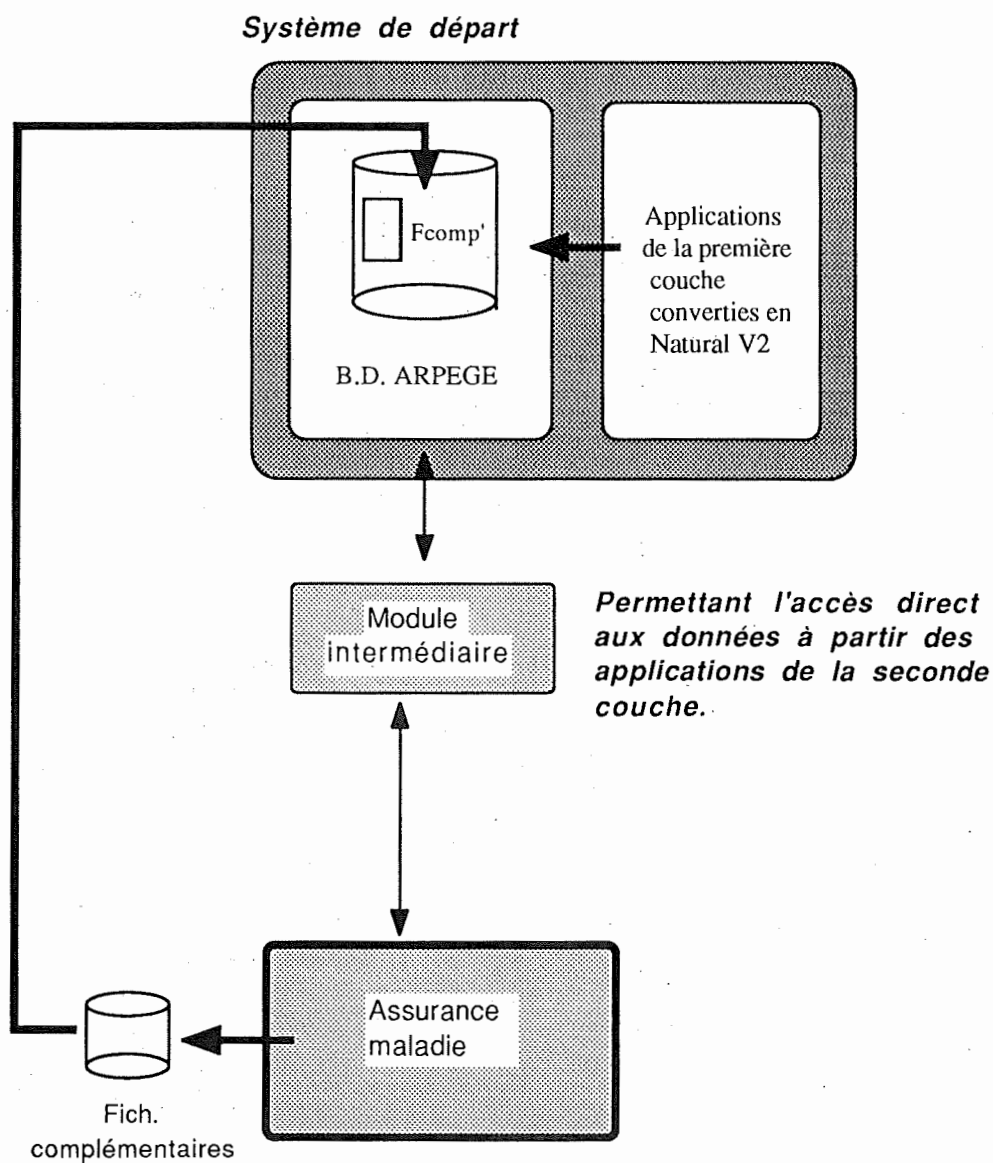 Système de départ
Fcomp'
B.D. ARPEGE
Applications
de la première
couche
converties en
Natural V2
Module
intermédiaire
Permettant l'accès direct
aux données à partir des
applications de la seconde
couche.
Assurance
maladie
Fich.
complémentaires